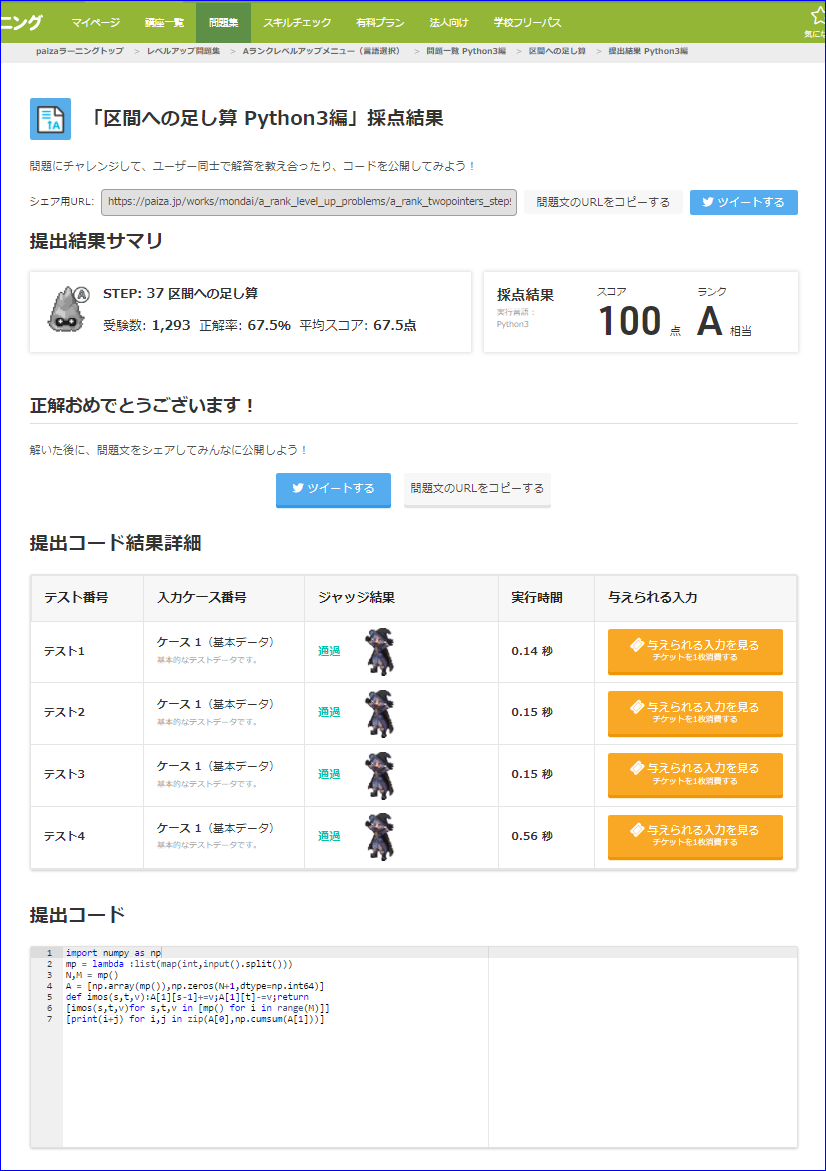 ニング マイページ 講座一覧 問題集 スキルチェック 有料プラン 法人向け 学校フリーパス 気にな
paizaラーニングトップ > レベルアップ問題集 > Aランクレベルアップメニュー（言語選択） > 問題一覧 Python3編 > 区間への足し算 > 提出結果 Python3編
「区間への足し算 Python3編」採点結果
問題にチャレンジして、ユーザー同士で解答を教え合ったり、コードを公開してみよう！
シェア用URL: https://paiza.jp/works/mondai/a_rank_level_up_problems/a_rank_twopointers_step 問題文のURLをコピーする ツイートする
提出結果サマリ
A
STEP: 37 区間への足し算
受験数: 1,293 正解率: 67.5% 平均スコア: 67.5点
採点結果 スコア ランク
実行言語：
Python3
100 点 A 相当
正解おめでとうございます！
解いた後に、問題文をシェアしてみんなに公開しよう！
ツイートする 問題文のURLをコピーする
提出コード結果詳細
テスト番号 入力ケース番号 ジャッジ結果 実行時間 与えられる入力
テスト1 ケース 1（基本データ） 通過 0.14 秒 与えられる入力を見る
基本的なテストデータです。 チケットを1枚消費する
テスト2 ケース 1（基本データ） 通過 0.15 秒 与えられる入力を見る
基本的なテストデータです。 チケットを1枚消費する
テスト3 ケース 1（基本データ） 通過 0.15 秒 与えられる入力を見る
基本的なテストデータです。 チケットを1枚消費する
テスト4 ケース 1（基本データ） 通過 0.56 秒 与えられる入力を見る
基本的なテストデータです。 チケットを1枚消費する
提出コード
1 import numpy as np
2 mp = lambda :list(map(int,input().split()))
3 N,M = mp()
4 A = [np.array(mp()),np.zeros(N+1,dtype=np.int64)]
5 def imos(s,t,v):A[1][s-1]+=v;A[1][t]-=v;return
6 [imos(s,t,v)for s,t,v in [mp() for i in range(M)]]
7 [print(i+j) for i,j in zip(A[0],np.cumsum(A[1]))]